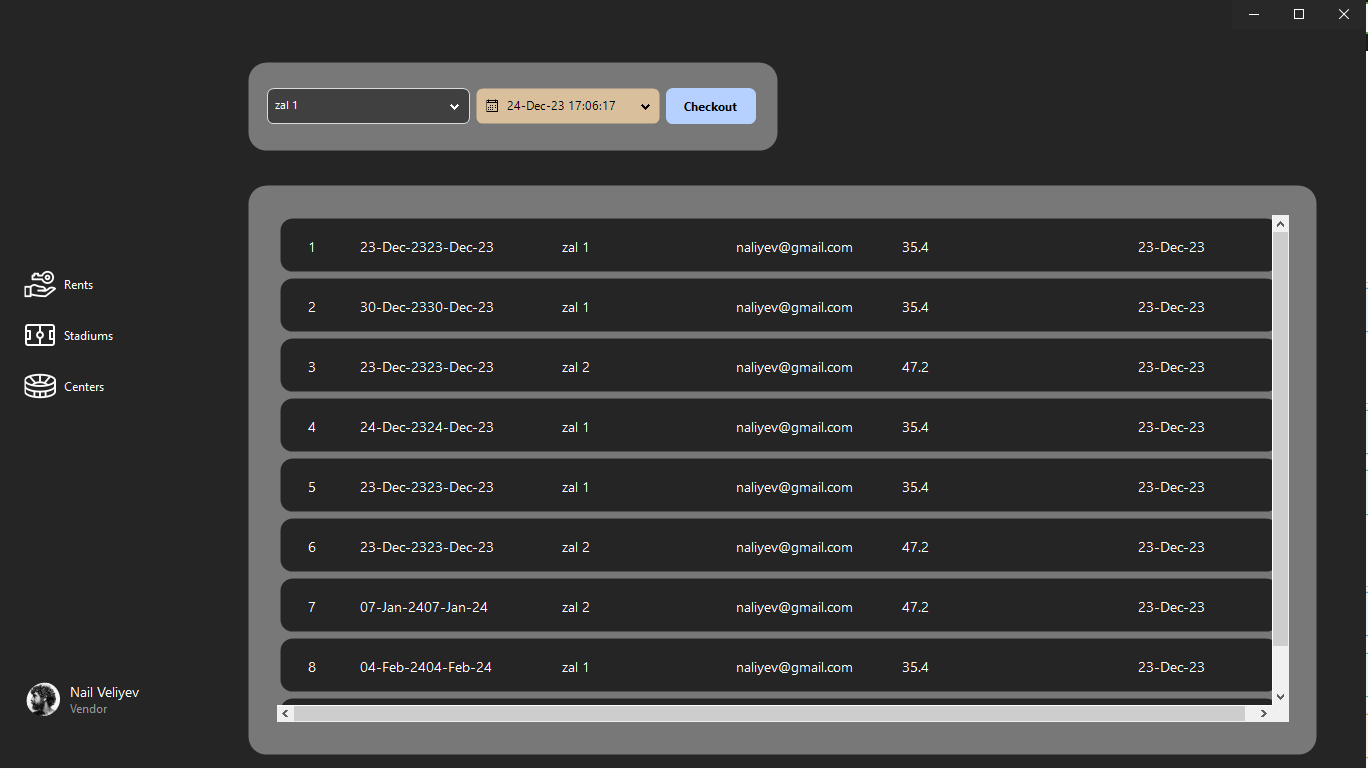 zal 1 24-Dec-23 17:06:17 Checkout
1 23-Dec-2323-Dec-23 zal 1 naliyev@gmail.com 35.4 23-Dec-23
Rents
2 30-Dec-2330-Dec-23 zal 1 naliyev@gmail.com 35.4 23-Dec-23
Stadiums
3 23-Dec-2323-Dec-23 zal 2 naliyev@gmail.com 47.2 23-Dec-23
Centers
4 24-Dec-2324-Dec-23 zal 1 naliyev@gmail.com 35.4 23-Dec-23
5 23-Dec-2323-Dec-23 zal 1 naliyev@gmail.com 35.4 23-Dec-23
6 23-Dec-2323-Dec-23 zal 2 naliyev@gmail.com 47.2 23-Dec-23
7 07-Jan-2407-Jan-24 zal 2 naliyev@gmail.com 47.2 23-Dec-23
8 04-Feb-2404-Feb-24 zal 1 naliyev@gmail.com 35.4 23-Dec-23
Nail Veliyev
Vendor